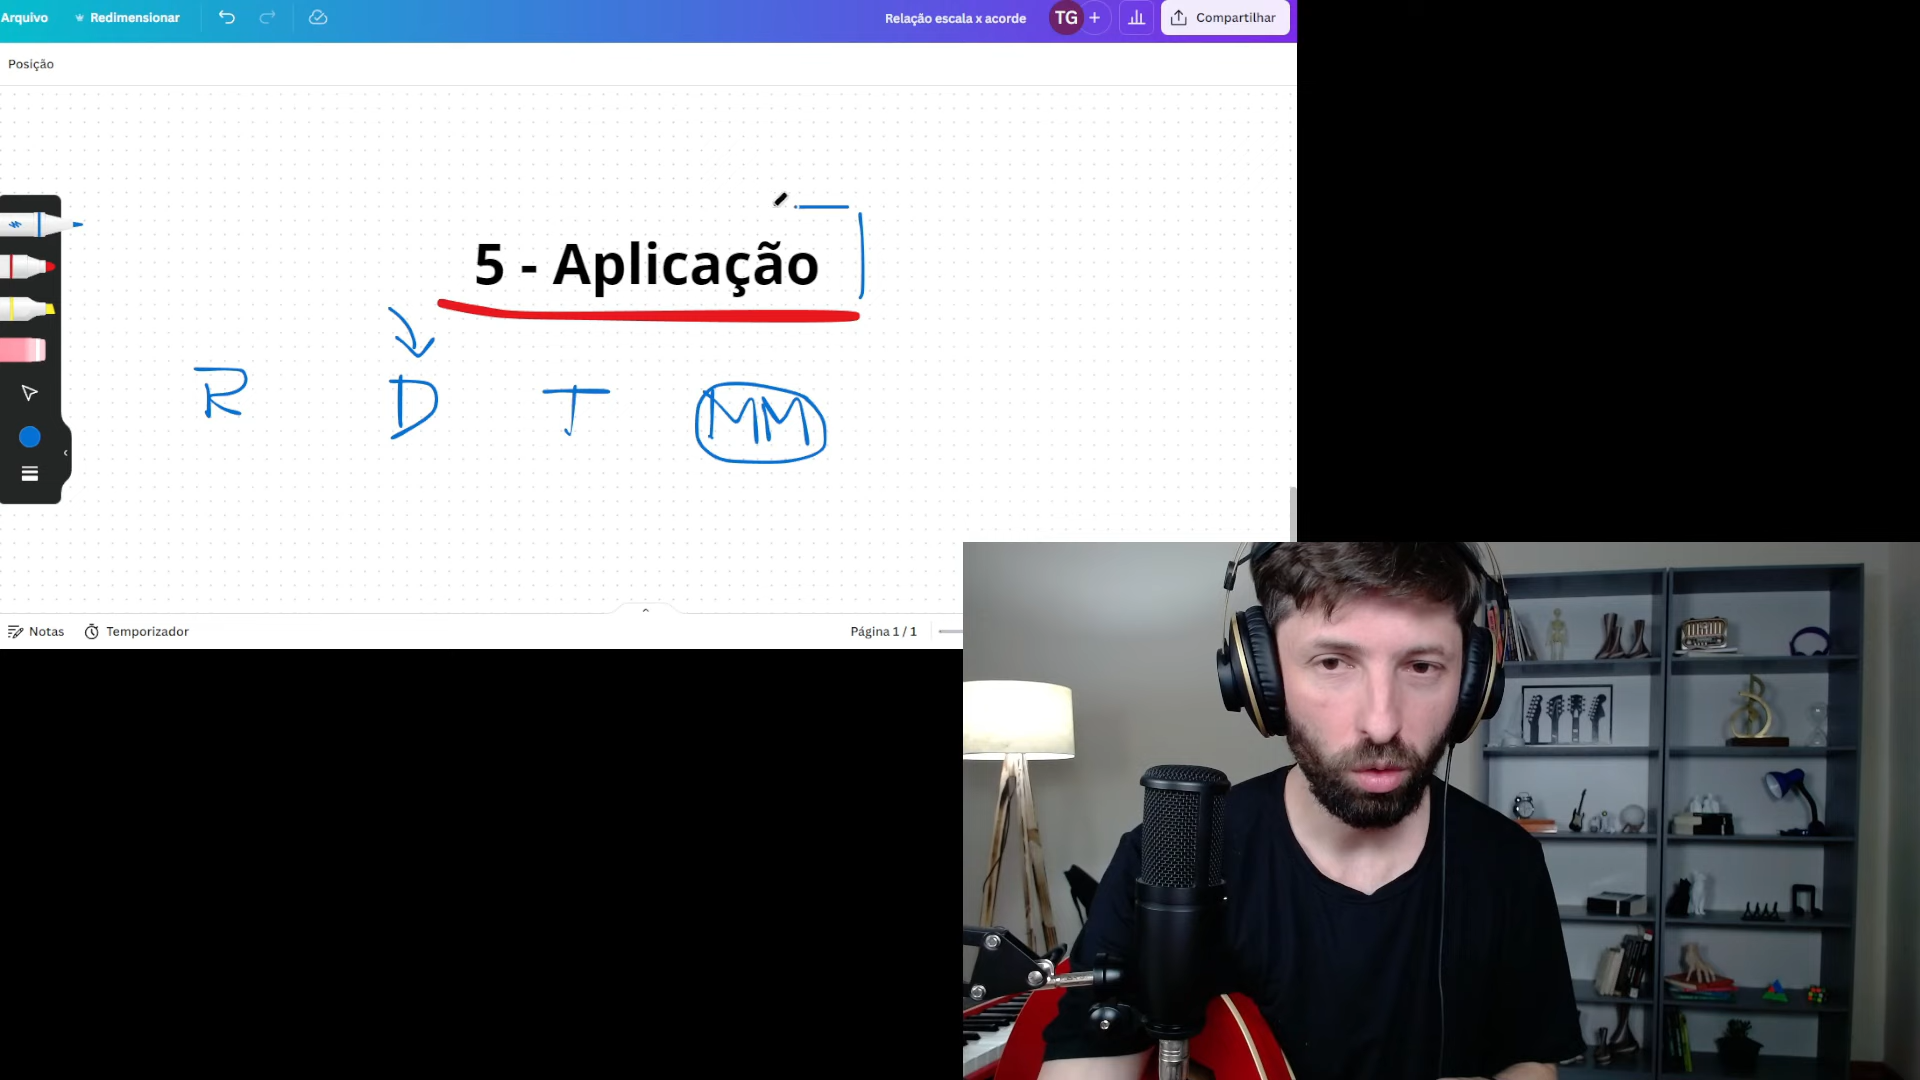 Arquivo Redimensionar Relação escala x acorde TG + Compartilhar
Posição
5 - Aplicação
R D T MM
Notas Temporizador Página 1 / 1